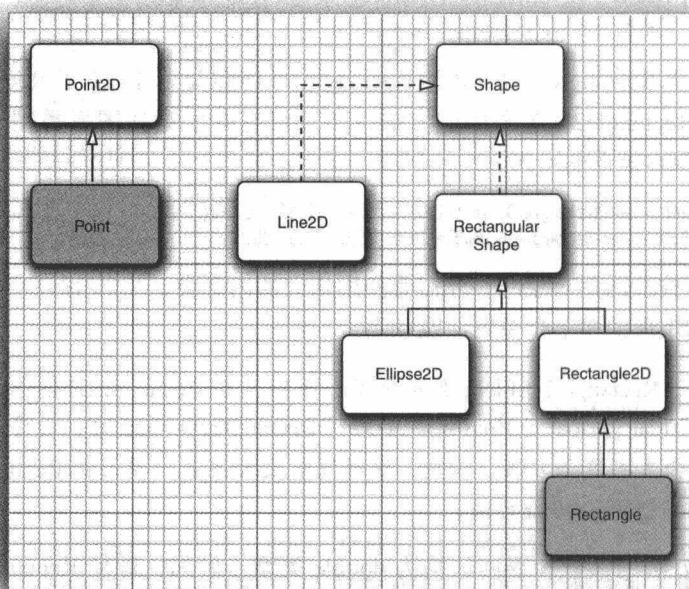 Point2D
Shape
Point
Line2D
Rectangular
Shape
Ellipse2D
Rectangle2D
Rectangle